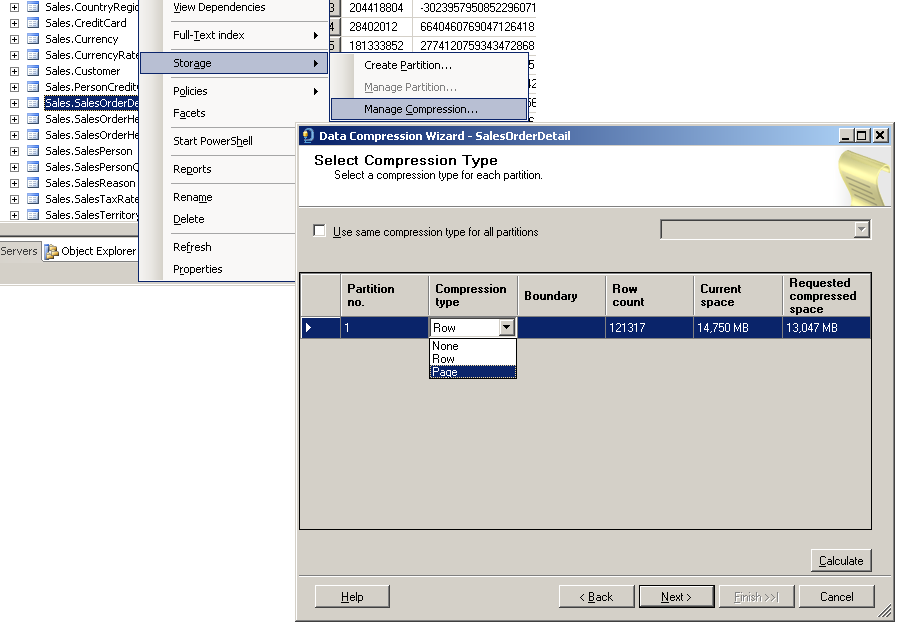 Sales.CountryRegio
Sales.CreditCard
Sales.Currency
Sales.CurrencyRate
Sales.Customer
Sales.PersonCredit
Sales.SalesOrderDe
Sales.SalesOrderHe
Sales.SalesOrderHe
Sales.SalesPerson
Sales.SalesPersonQ
Sales.SalesReason
Sales.SalesTaxRate
Sales.SalesTerritory
Servers
Object Explorer
View Dependencies
Full-Text index
Storage
Policies
Facets
Start PowerShell
Reports
Rename
Delete
Refresh
Properties
3 204418804 -3023957950852296071
4 28402012 6640460769047126418
5 181333852 2774120759343472868
Create Partition...
Manage Partition...
Manage Compression...
Data Compression Wizard - SalesOrderDetail
Select Compression Type
Select a compression type for each partition.
Use same compression type for all partitions
Partition no. Compression type Boundary Row count Current space Requested compressed space
1 Row 121317 14,750 MB 13,047 MB
None
Row
Page
Calculate
Help < Back Next > Finish >>| Cancel